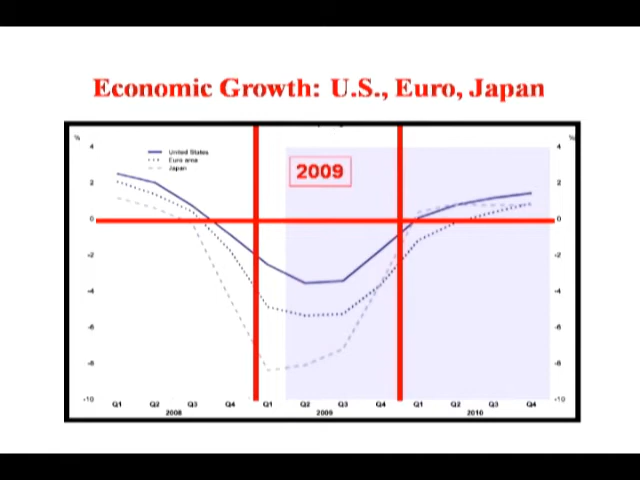 Economic Growth: U.S., Euro, Japan
% %
United States
Euro area
Japan
2009
4 4
2 2
0 0
-2 -2
-4 -4
-6 -6
-8 -8
-10 -10
Q1 Q2 Q3 Q4 Q1 Q2 Q3 Q4 Q1 Q2 Q3 Q4
2008 2009 2010